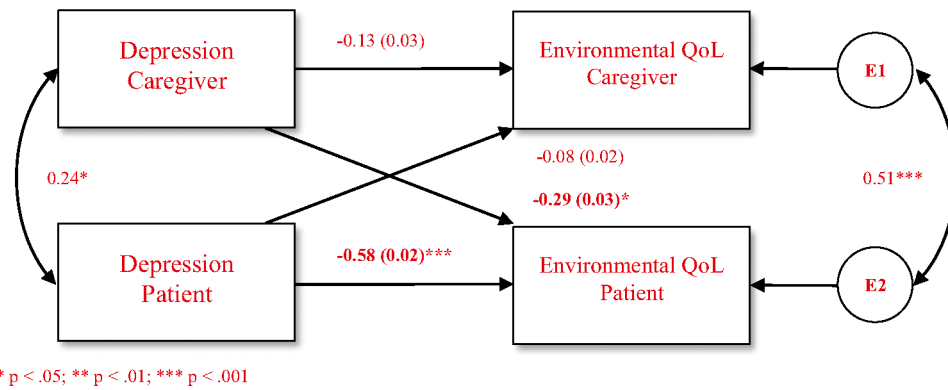 Depression
Caregiver
-0.13 (0.03)
Environmental QoL
Caregiver
E1
-0.08 (0.02)
0.24*
-0.29 (0.03)*
0.51***
Depression
Patient
-0.58 (0.02)***
Environmental QoL
Patient
E2
* p < .05; ** p < .01; *** p < .001